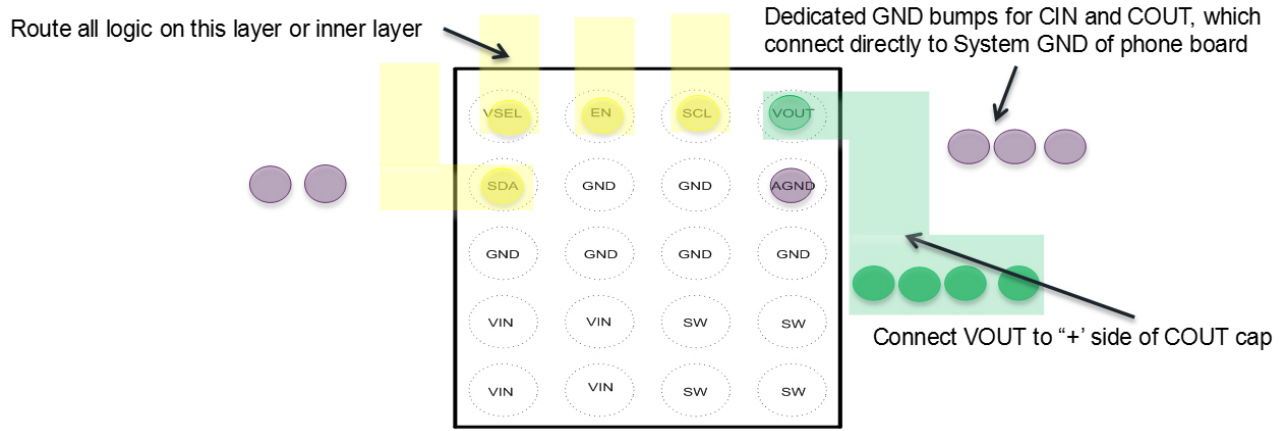 Route all logic on this layer or inner layer
Dedicated GND bumps for CIN and COUT, which
connect directly to System GND of phone board
VSEL EN SCL VOUT
SDA GND GND AGND
GND GND GND GND
VIN VIN SW SW
VIN VIN SW SW
Connect VOUT to “+’ side of COUT cap